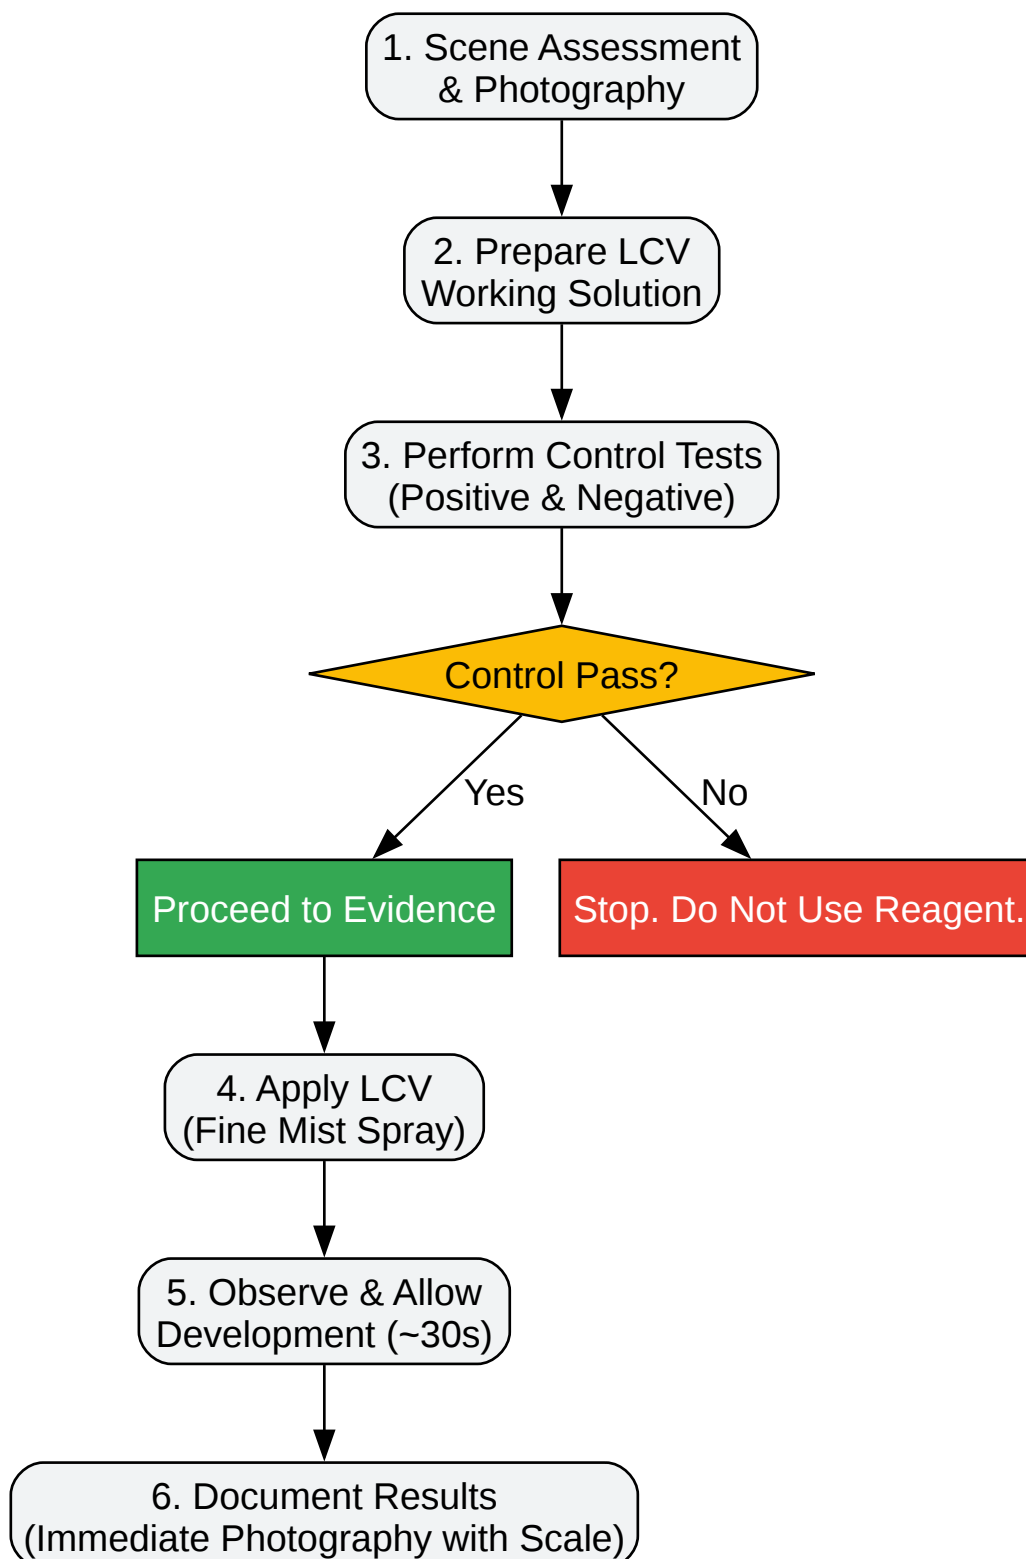 1. Scene Assessment
& Photography
2. Prepare LCV
Working Solution
3. Perform Control Tests
(Positive & Negative)
Control Pass?
Yes
No
Proceed to Evidence
Stop. Do Not Use Reagent.
4. Apply LCV
(Fine Mist Spray)
5. Observe & Allow
Development (~30s)
6. Document Results
(Immediate Photography with Scale)